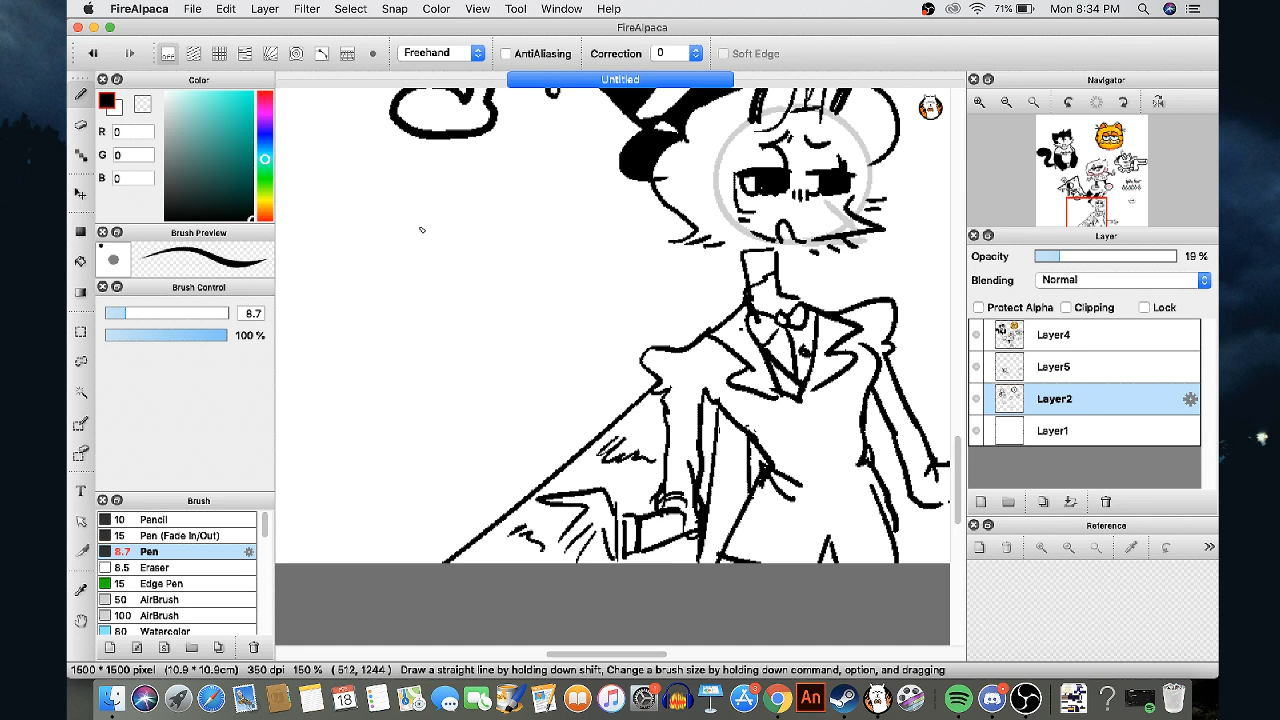 FireAlpaca File Edit Layer Filter Select Snap Color View Tool Window Help 71% Mon 8:34 PM
FireAlpaca
OFF Freehand AntiAliasing Correction 0 Soft Edge
Color Untitled Navigator
R 0
G 0
B 0
Brush Preview
Layer
Opacity 19 %
Blending Normal
Brush Control
Protect Alpha Clipping Lock
8.7
100 %
Layer4
Layer5
Layer2
Layer1
Brush
10 Pencil
15 Pen (Fade In/Out)
8.7 Pen
8.5 Eraser
15 Edge Pen
50 AirBrush
100 AirBrush
80 Watercolor
Reference
T
1500 * 1500 pixel (10.9 * 10.9cm) 350 dpi 150 % ( 512, 1244 ) Draw a straight line by holding down shift, Change a brush size by holding down command, option, and dragging
18
An